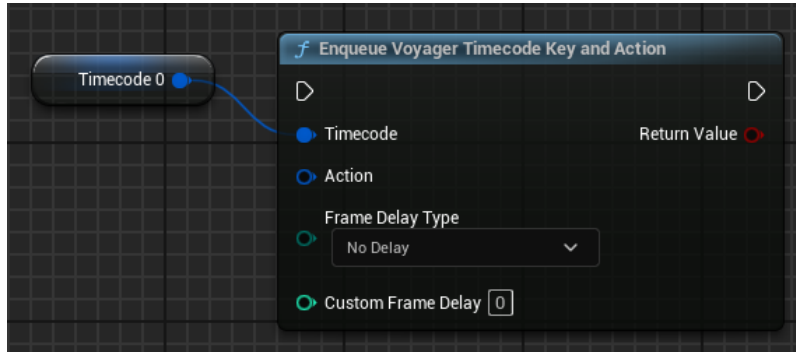 Enqueue Voyager Timecode Key and Action
Timecode 0
Timecode
Return Value
Action
Frame Delay Type
No Delay
Custom Frame Delay 0